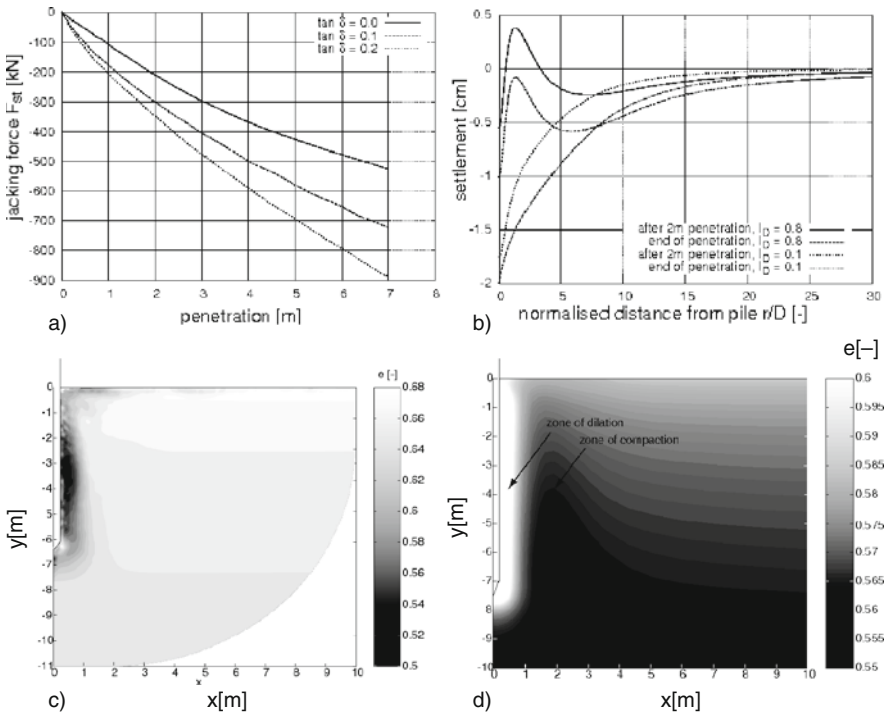 tan δ = 0.0
tan δ = 0.1
tan δ = 0.2
0
-100
-200
-300
-400
-500
-600
-700
-800
-900
jacking force Fst [kN]
0 1 2 3 4 5 6 7 8
penetration [m]
a)
0.5
0
-0.5
-1
-1.5
-2
settlement [cm]
after 2m penetration, ID = 0.8
end of penetration, ID = 0.8
after 2m penetration, ID = 0.1
end of penetration, ID = 0.1
0 5 10 15 20 25 30
normalised distance from pile r/D [-]
b)
e [-]
0
-1
-2
-3
-4
-5
-6
-7
-8
-9
-10
-11
y[m]
0 1 2 3 4 5 6 7 8 9 10
x
x[m]
c)
0.68
0.66
0.64
0.62
0.60
0.58
0.56
0.54
0.52
0.5
e[–]
0
-1
-2
-3
-4
-5
-6
-7
-8
-9
-10
y[m]
zone of dilation
zone of compaction
0 1 2 3 4 5 6 7 8 9 10
x[m]
d)
0.6
0.595
0.59
0.585
0.58
0.575
0.57
0.565
0.56
0.555
0.55